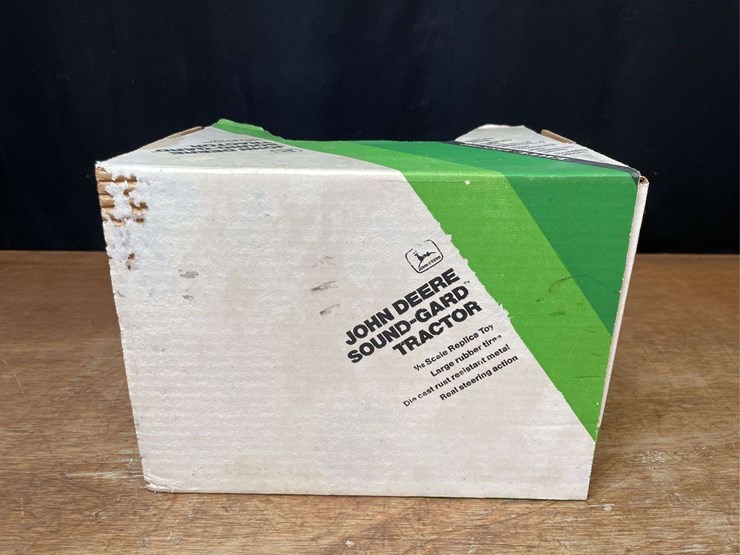 JOHN DEERE
JOHN DEERE
SOUND-GARD™
TRACTOR
1/16 Scale Replica Toy
Large rubber tires
Die cast rust resistant metal
Real steering action